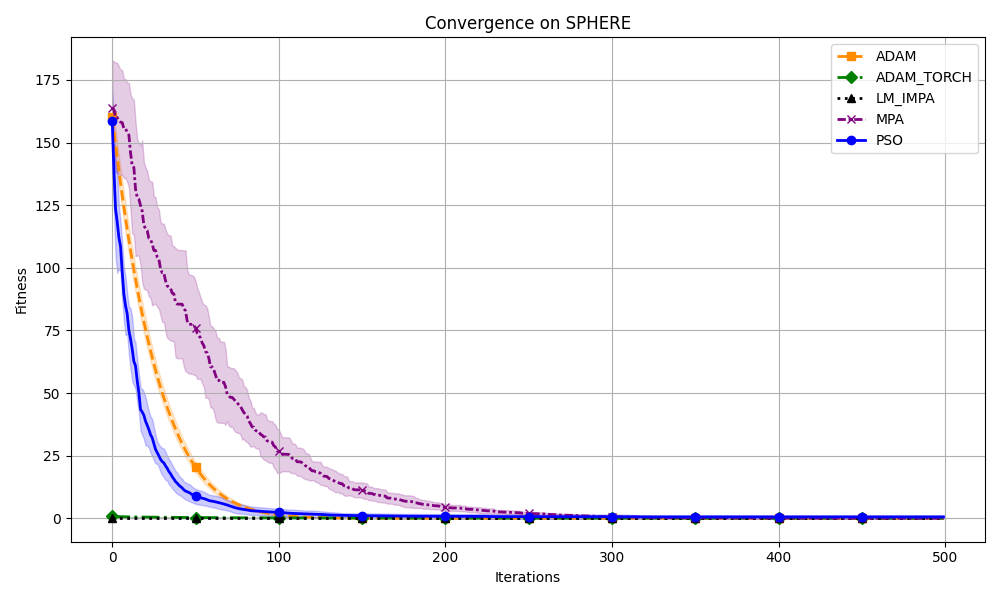 Convergence on SPHERE
ADAM
ADAM_TORCH
LM_IMPA
MPA
PSO
Fitness
175
150
125
100
75
50
25
0
0 100 200 300 400 500
Iterations